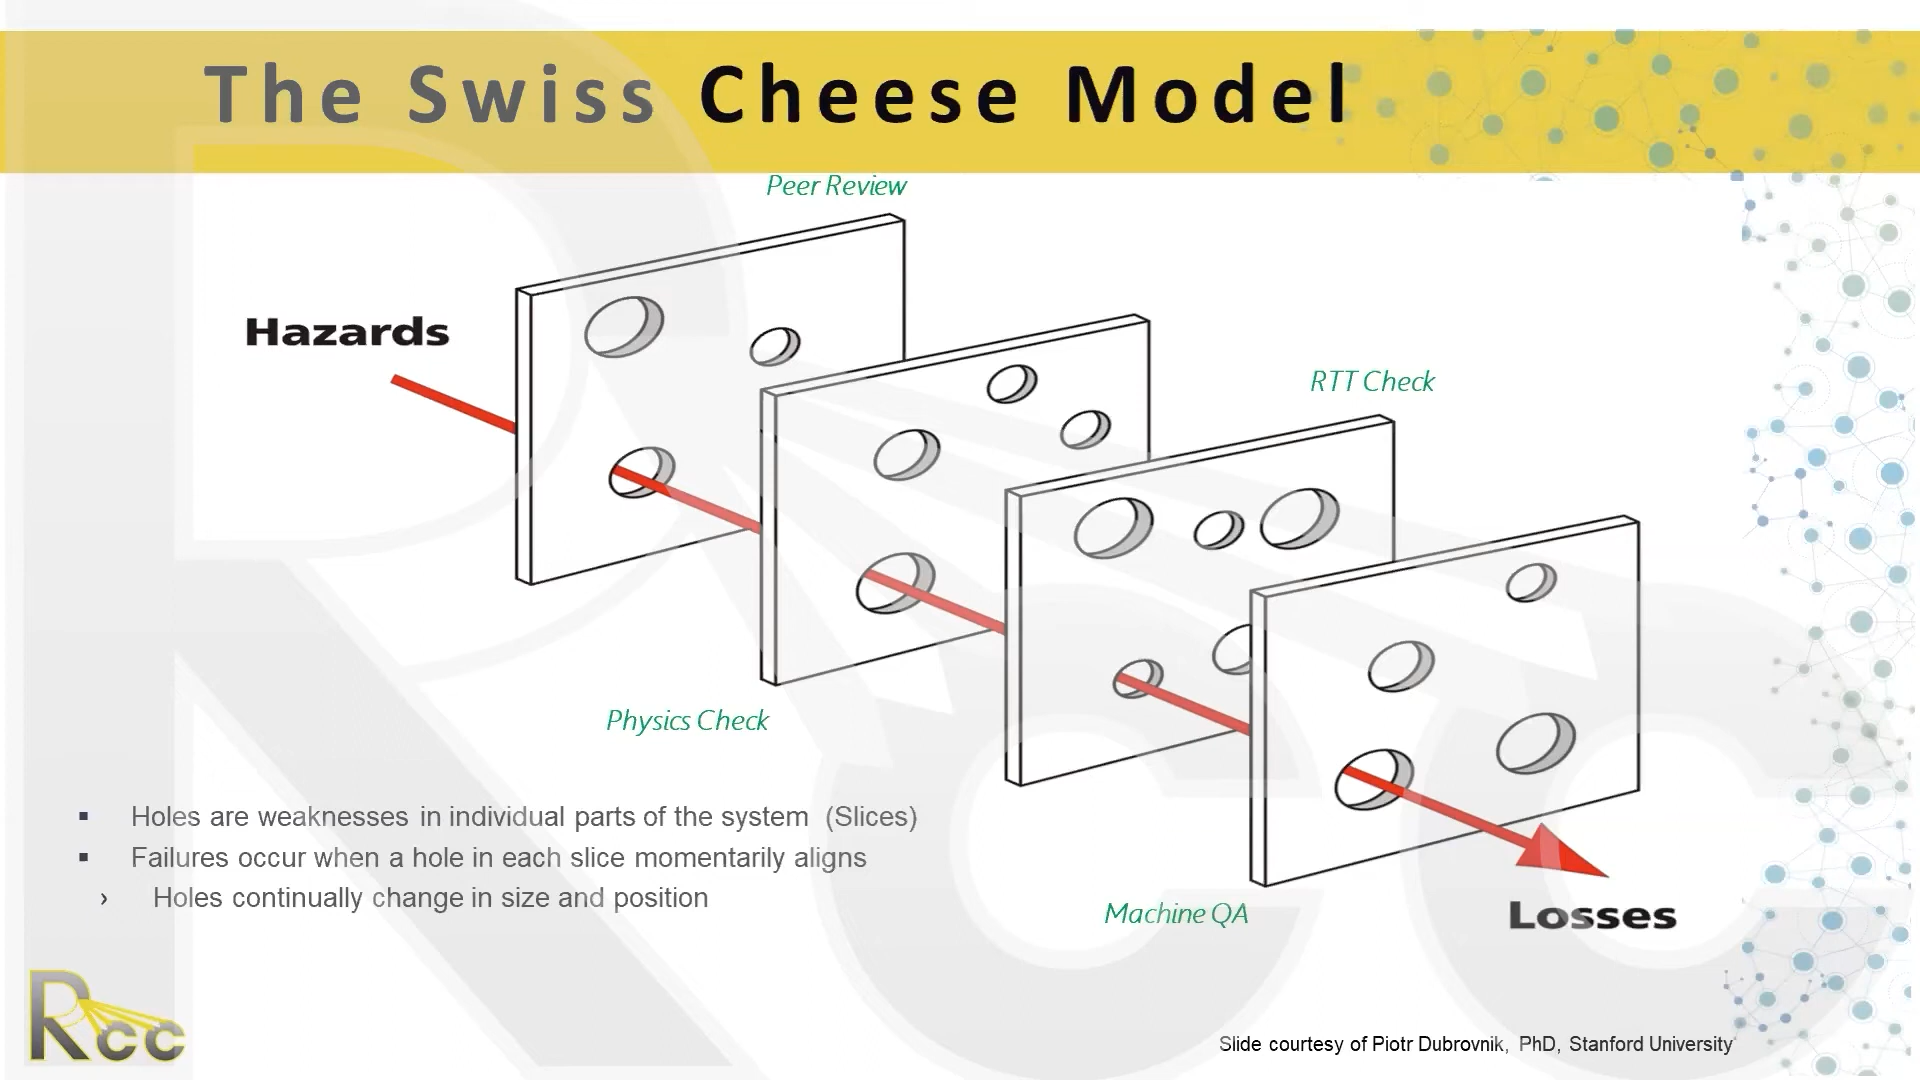 The Swiss Cheese Model
Peer Review
Hazards
RTT Check
Physics Check
▪ Holes are weaknesses in individual parts of the system (Slices)
▪ Failures occur when a hole in each slice momentarily aligns
› Holes continually change in size and position
Machine QA
Losses
Rcc
Slide courtesy of Piotr Dubrovnik, PhD, Stanford University